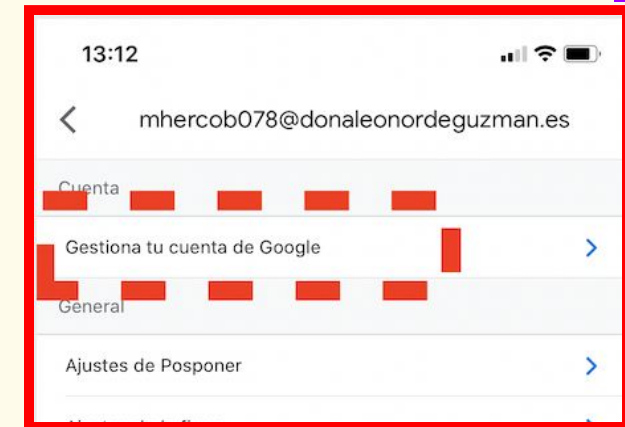 13:12
mhercob078@donaleonordeguzman.es
Cuenta
Gestiona tu cuenta de Google
General
Ajustes de Posponer